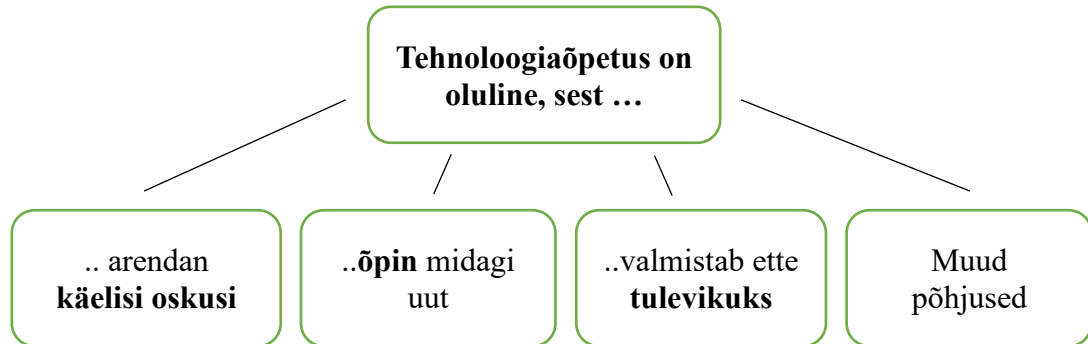 Tehnoloogiaõpetus on
oluline, sest …
.. arendan
käelisi oskusi
..õpin midagi
uut
..valmistab ette
tulevikuks
Muud
põhjused